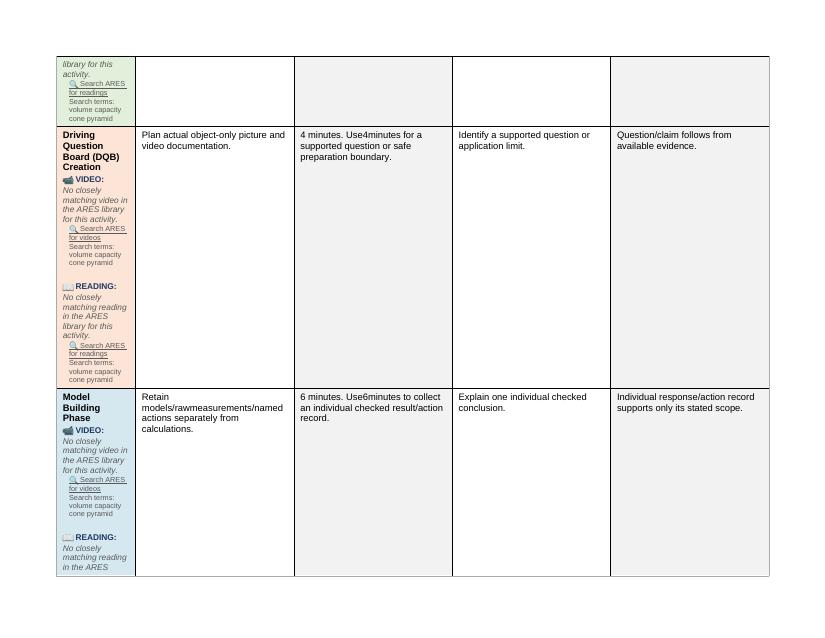 library for this
activity.
🔍 Search ARES
for readings
Search terms:
volume capacity
cone pyramid
Driving
Question
Board (DQB)
Creation
📹 VIDEO:
No closely
matching video in
the ARES library
for this activity.
🔍 Search ARES
for videos
Search terms:
volume capacity
cone pyramid
📖 READING:
No closely
matching reading
in the ARES
library for this
activity.
🔍 Search ARES
for readings
Search terms:
volume capacity
cone pyramid
Plan actual object-only picture and
video documentation.
4 minutes. Use4minutes for a
supported question or safe
preparation boundary.
Identify a supported question or
application limit.
Question/claim follows from
available evidence.
Model
Building
Phase
📹 VIDEO:
No closely
matching video in
the ARES library
for this activity.
🔍 Search ARES
for videos
Search terms:
volume capacity
cone pyramid
📖 READING:
No closely
matching reading
in the ARES
Retain
models/rawmeasurements/named
actions separately from
calculations.
6 minutes. Use6minutes to collect
an individual checked result/action
record.
Explain one individual checked
conclusion.
Individual response/action record
supports only its stated scope.